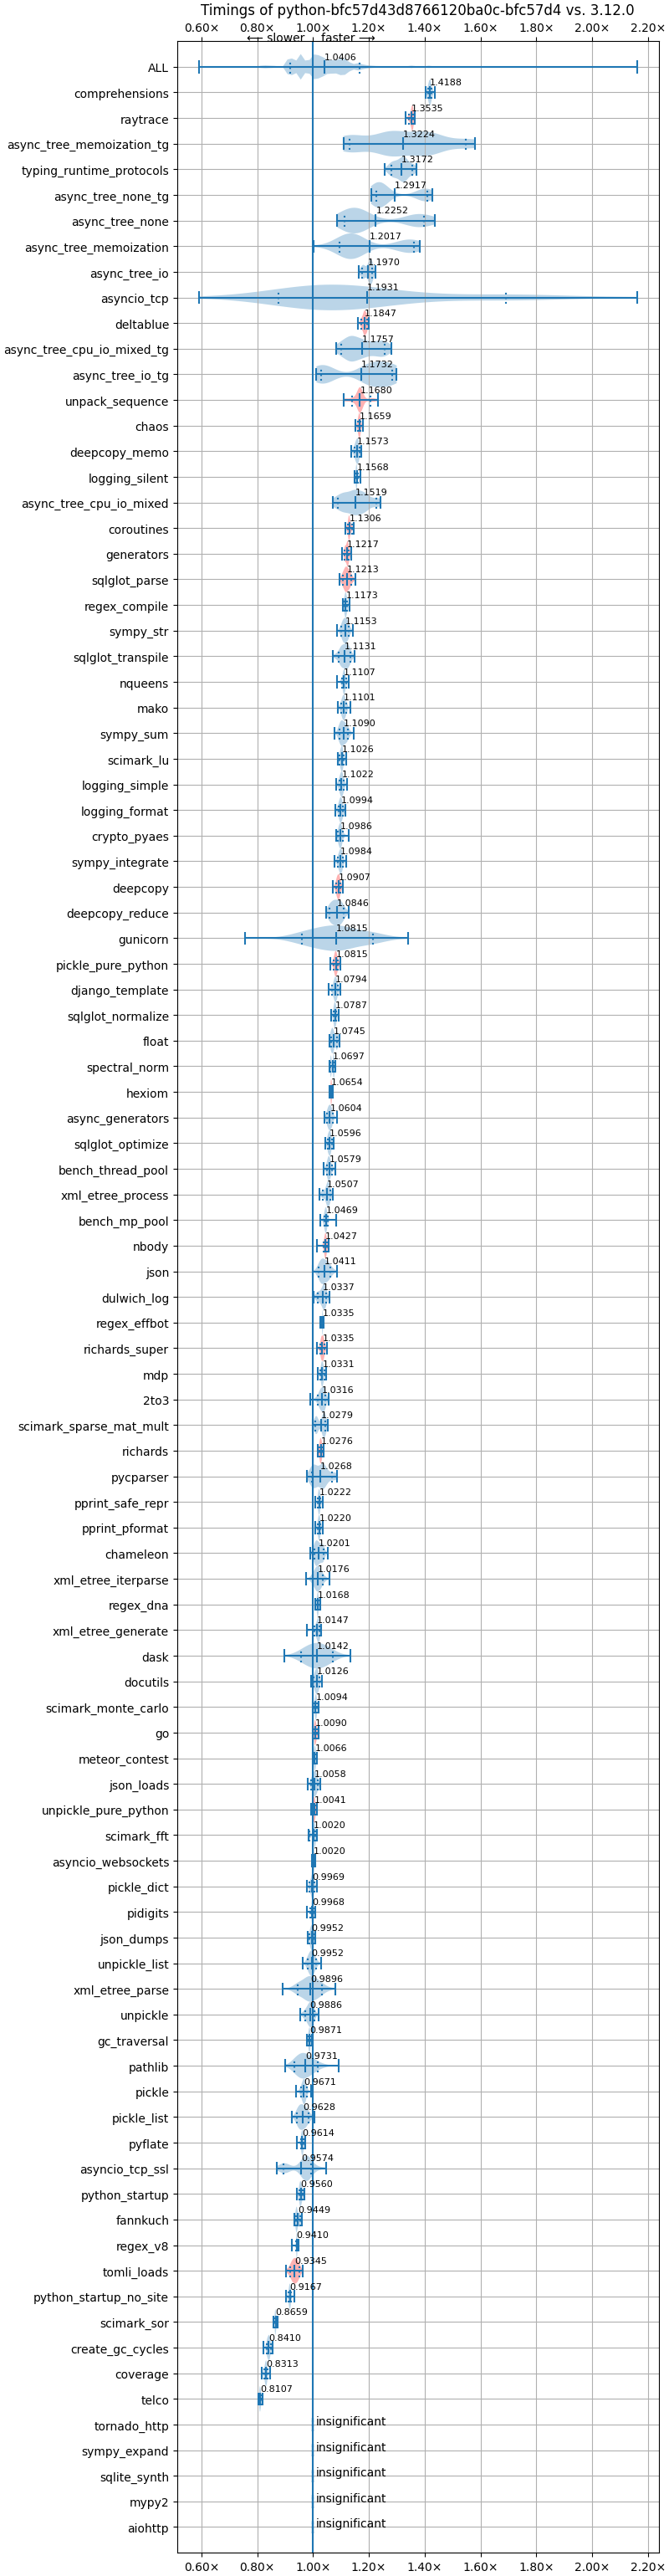 Timings of python-bfc57d43d8766120ba0c-bfc57d4 vs. 3.12.0
0.60× 0.80× 1.00× 1.20× 1.40× 1.60× 1.80× 2.00× 2.20×
←— slower faster —→
ALL 1.0406
comprehensions 1.4188
raytrace 1.3535
async_tree_memoization_tg 1.3224
typing_runtime_protocols 1.3172
async_tree_none_tg 1.2917
async_tree_none 1.2252
async_tree_memoization 1.2017
async_tree_io 1.1970
asyncio_tcp 1.1931
deltablue 1.1847
async_tree_cpu_io_mixed_tg 1.1757
async_tree_io_tg 1.1732
unpack_sequence 1.1680
chaos 1.1659
deepcopy_memo 1.1573
logging_silent 1.1568
async_tree_cpu_io_mixed 1.1519
coroutines 1.1306
generators 1.1217
sqlglot_parse 1.1213
regex_compile 1.1173
sympy_str 1.1153
sqlglot_transpile 1.1131
nqueens 1.1107
mako 1.1101
sympy_sum 1.1090
scimark_lu 1.1026
logging_simple 1.1022
logging_format 1.0994
crypto_pyaes 1.0986
sympy_integrate 1.0984
deepcopy 1.0907
deepcopy_reduce 1.0846
gunicorn 1.0815
pickle_pure_python 1.0815
django_template 1.0794
sqlglot_normalize 1.0787
float 1.0745
spectral_norm 1.0697
hexiom 1.0654
async_generators 1.0604
sqlglot_optimize 1.0596
bench_thread_pool 1.0579
xml_etree_process 1.0507
bench_mp_pool 1.0469
nbody 1.0427
json 1.0411
dulwich_log 1.0337
regex_effbot 1.0335
richards_super 1.0335
mdp 1.0331
2to3 1.0316
scimark_sparse_mat_mult 1.0279
richards 1.0276
pycparser 1.0268
pprint_safe_repr 1.0222
pprint_pformat 1.0220
chameleon 1.0201
xml_etree_iterparse 1.0176
regex_dna 1.0168
xml_etree_generate 1.0147
dask 1.0142
docutils 1.0126
scimark_monte_carlo 1.0094
go 1.0090
meteor_contest 1.0066
json_loads 1.0058
unpickle_pure_python 1.0041
scimark_fft 1.0020
asyncio_websockets 1.0020
pickle_dict 0.9969
pidigits 0.9968
json_dumps 0.9952
unpickle_list 0.9952
xml_etree_parse 0.9896
unpickle 0.9886
gc_traversal 0.9871
pathlib 0.9731
pickle 0.9671
pickle_list 0.9628
pyflate 0.9614
asyncio_tcp_ssl 0.9574
python_startup 0.9560
fannkuch 0.9449
regex_v8 0.9410
tomli_loads 0.9345
python_startup_no_site 0.9167
scimark_sor 0.8659
create_gc_cycles 0.8410
coverage 0.8313
telco 0.8107
tornado_http insignificant
sympy_expand insignificant
sqlite_synth insignificant
mypy2 insignificant
aiohttp insignificant
0.60× 0.80× 1.00× 1.20× 1.40× 1.60× 1.80× 2.00× 2.20×